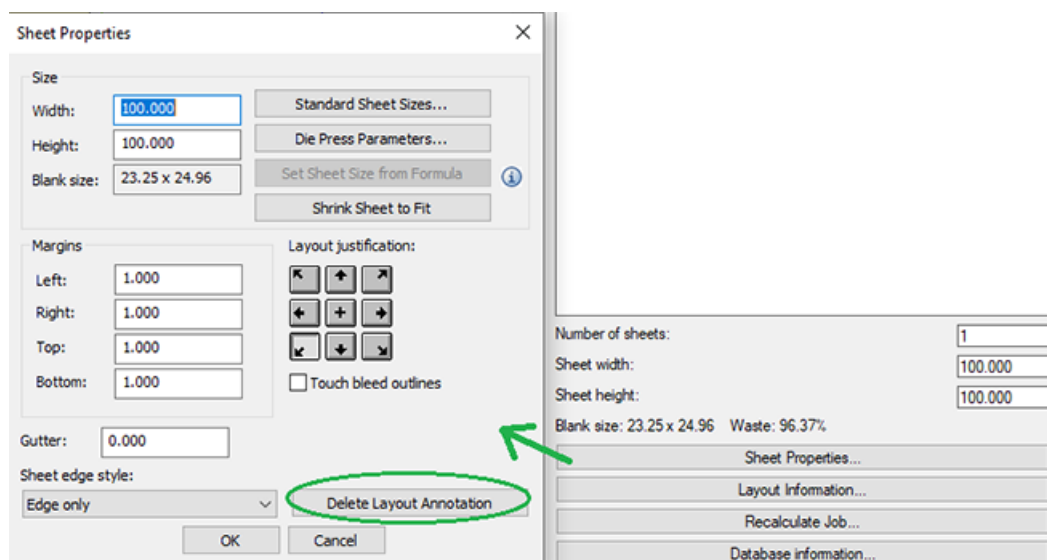 Sheet Properties
Size
Width: 100.000 Standard Sheet Sizes...
Height: 100.000 Die Press Parameters...
Blank size: 23.25 x 24.96 Set Sheet Size from Formula
Shrink Sheet to Fit
Margins Layout justification:
Left: 1.000
Right: 1.000
Top: 1.000
Bottom: 1.000
Touch bleed outlines
Gutter: 0.000
Sheet edge style:
Edge only Delete Layout Annotation
OK Cancel
Number of sheets: 1
Sheet width: 100.000
Sheet height: 100.000
Blank size: 23.25 x 24.96 Waste: 96.37%
Sheet Properties...
Layout Information...
Recalculate Job...
Database information...